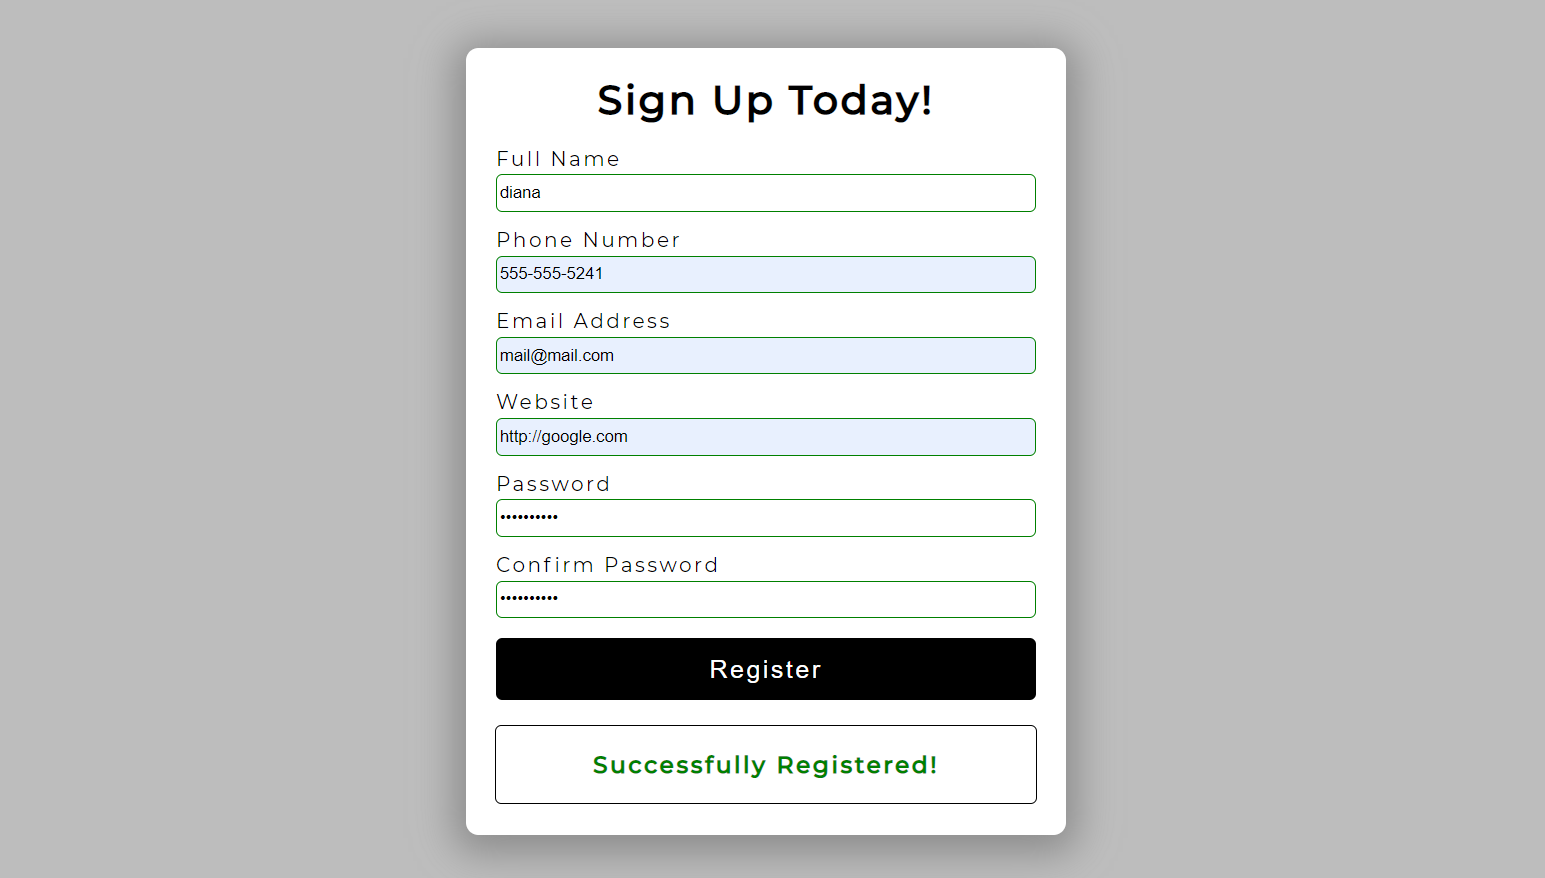 Sign Up Today!
Full Name
diana
Phone Number
555-555-5241
Email Address
mail@mail.com
Website
http://google.com
Password
••••••••••
Confirm Password
••••••••••
Register
Successfully Registered!